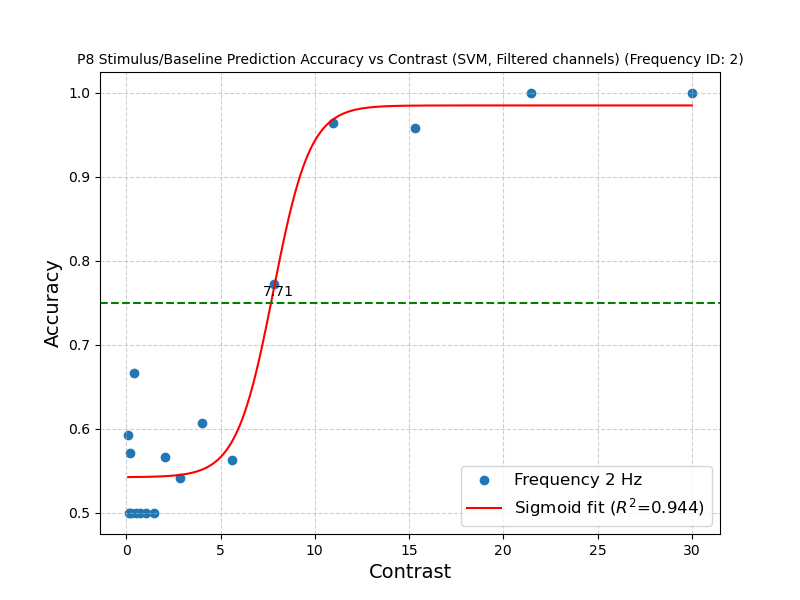 P8 Stimulus/Baseline Prediction Accuracy vs Contrast (SVM, Filtered channels) (Frequency ID: 2)
1.0
0.9
0.8
0.7
0.6
0.5
Accuracy
7.71
Frequency 2 Hz
Sigmoid fit (R²=0.944)
0 5 10 15 20 25 30
Contrast